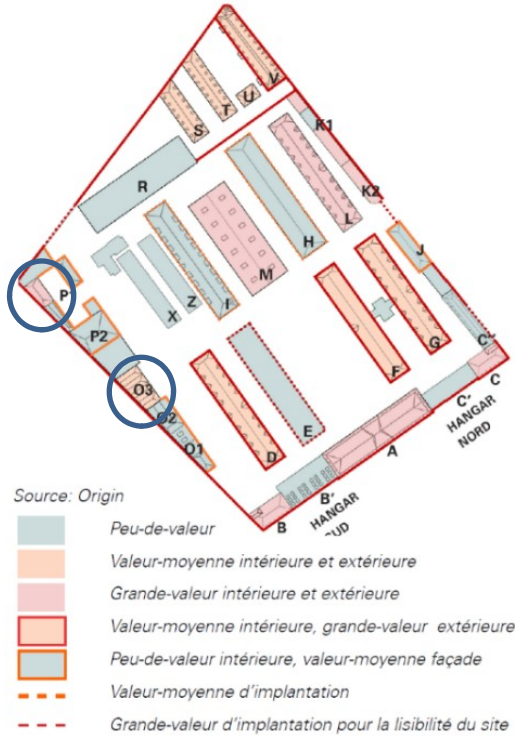 V
U
T
S
K1
R
K2
L
H
J
M
P
I
Z
X
G
P2
F
C"
C
O3
E
C'
HANGAR
NORD
O2
A
D
O1
B'
HANGAR
B
Source: Origin
Peu-de-valeur
Valeur-moyenne intérieure et extérieure
Grande-valeur intérieure et extérieure
Valeur-moyenne intérieure, grande-valeur extérieure
Peu-de-valeur intérieure, valeur-moyenne façade
Valeur-moyenne d'implantation
Grande-valeur d'implantation pour la lisibilité du site